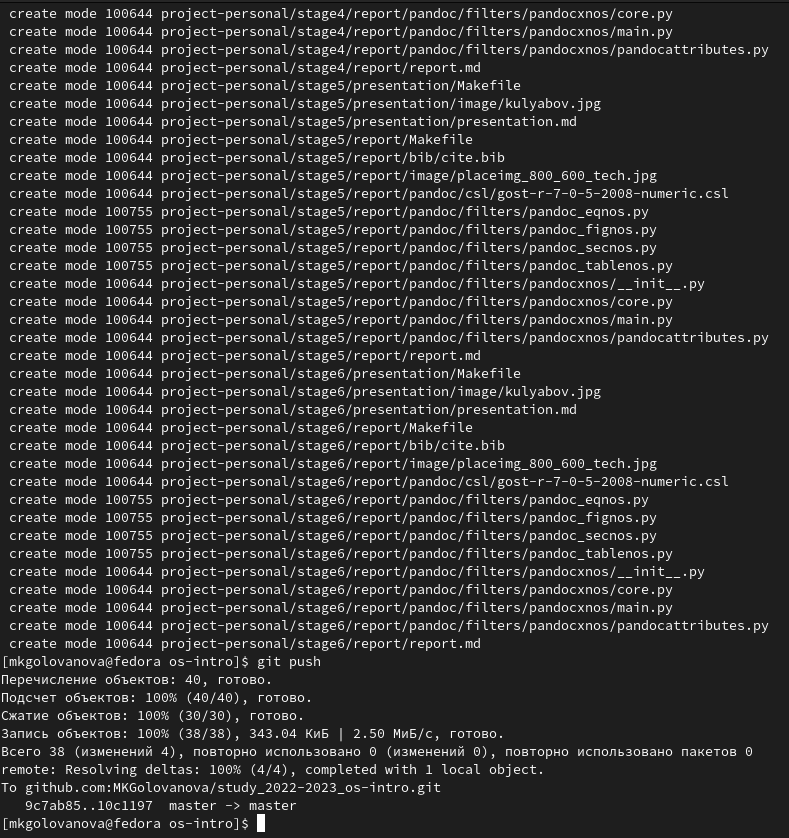 create mode 100644 project-personal/stage4/report/pandoc/filters/pandocxnos/core.py
create mode 100644 project-personal/stage4/report/pandoc/filters/pandocxnos/main.py
create mode 100644 project-personal/stage4/report/pandoc/filters/pandocxnos/pandocattributes.py
create mode 100644 project-personal/stage4/report/report.md
create mode 100644 project-personal/stage5/presentation/Makefile
create mode 100644 project-personal/stage5/presentation/image/kulyabov.jpg
create mode 100644 project-personal/stage5/presentation/presentation.md
create mode 100644 project-personal/stage5/report/Makefile
create mode 100644 project-personal/stage5/report/bib/cite.bib
create mode 100644 project-personal/stage5/report/image/placeimg_800_600_tech.jpg
create mode 100644 project-personal/stage5/report/pandoc/csl/gost-r-7-0-5-2008-numeric.csl
create mode 100755 project-personal/stage5/report/pandoc/filters/pandoc_eqnos.py
create mode 100755 project-personal/stage5/report/pandoc/filters/pandoc_fignos.py
create mode 100755 project-personal/stage5/report/pandoc/filters/pandoc_secnos.py
create mode 100755 project-personal/stage5/report/pandoc/filters/pandoc_tablenos.py
create mode 100644 project-personal/stage5/report/pandoc/filters/pandocxnos/__init__.py
create mode 100644 project-personal/stage5/report/pandoc/filters/pandocxnos/core.py
create mode 100644 project-personal/stage5/report/pandoc/filters/pandocxnos/main.py
create mode 100644 project-personal/stage5/report/pandoc/filters/pandocxnos/pandocattributes.py
create mode 100644 project-personal/stage5/report/report.md
create mode 100644 project-personal/stage6/presentation/Makefile
create mode 100644 project-personal/stage6/presentation/image/kulyabov.jpg
create mode 100644 project-personal/stage6/presentation/presentation.md
create mode 100644 project-personal/stage6/report/Makefile
create mode 100644 project-personal/stage6/report/bib/cite.bib
create mode 100644 project-personal/stage6/report/image/placeimg_800_600_tech.jpg
create mode 100644 project-personal/stage6/report/pandoc/csl/gost-r-7-0-5-2008-numeric.csl
create mode 100755 project-personal/stage6/report/pandoc/filters/pandoc_eqnos.py
create mode 100755 project-personal/stage6/report/pandoc/filters/pandoc_fignos.py
create mode 100755 project-personal/stage6/report/pandoc/filters/pandoc_secnos.py
create mode 100755 project-personal/stage6/report/pandoc/filters/pandoc_tablenos.py
create mode 100644 project-personal/stage6/report/pandoc/filters/pandocxnos/__init__.py
create mode 100644 project-personal/stage6/report/pandoc/filters/pandocxnos/core.py
create mode 100644 project-personal/stage6/report/pandoc/filters/pandocxnos/main.py
create mode 100644 project-personal/stage6/report/pandoc/filters/pandocxnos/pandocattributes.py
create mode 100644 project-personal/stage6/report/report.md
[mkgolovanova@fedora os-intro]$ git push
Перечисление объектов: 40, готово.
Подсчет объектов: 100% (40/40), готово.
Сжатие объектов: 100% (30/30), готово.
Запись объектов: 100% (38/38), 343.04 КиБ | 2.50 МиБ/с, готово.
Всего 38 (изменений 4), повторно использовано 0 (изменений 0), повторно использовано пакетов 0
remote: Resolving deltas: 100% (4/4), completed with 1 local object.
To github.com:MKGolovanova/study_2022-2023_os-intro.git
9c7ab85..10c1197  master -> master
[mkgolovanova@fedora os-intro]$